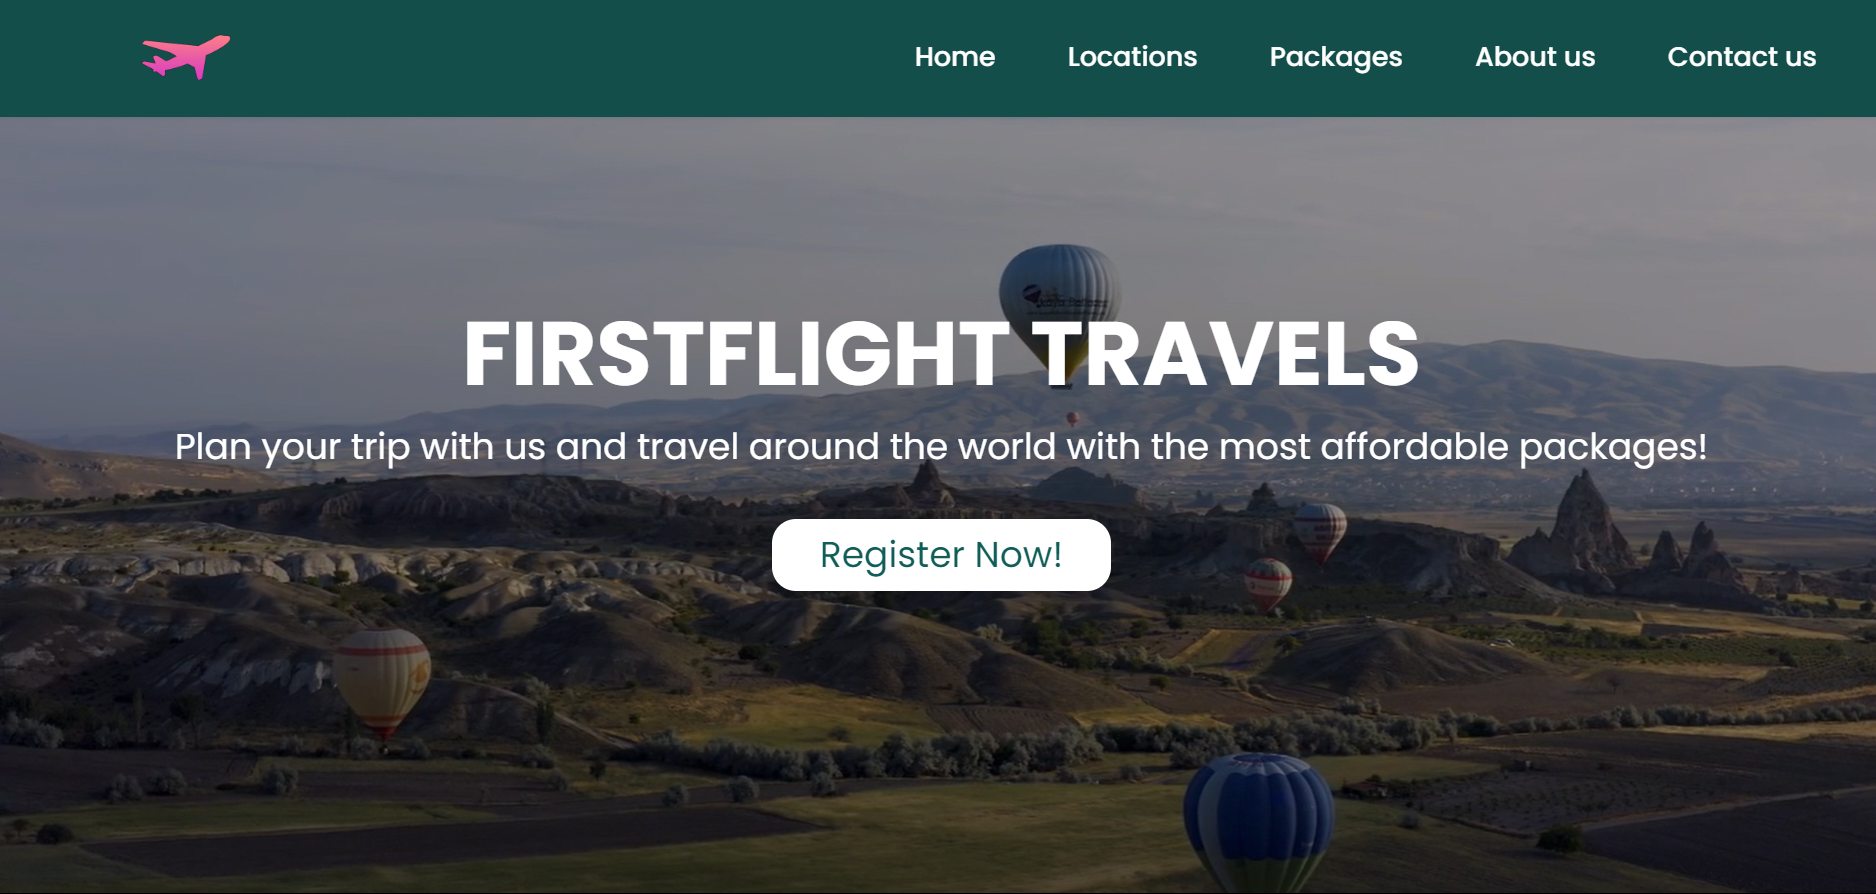 Home Locations Packages About us Contact us
FIRSTFLIGHT TRAVELS
Plan your trip with us and travel around the world with the most affordable packages!
Register Now!